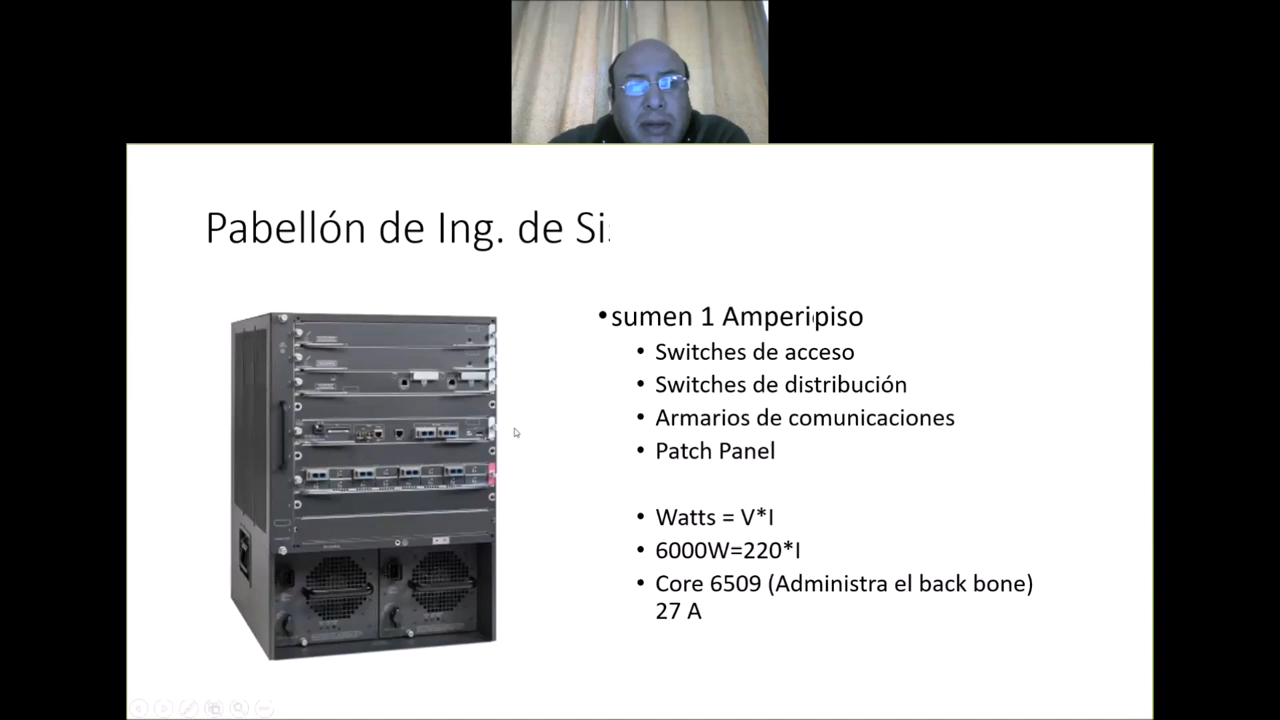 Pabellón de Ing. de Si
•sumen 1 Amperipiso
• Switches de acceso
• Switches de distribución
• Armarios de comunicaciones
• Patch Panel
• Watts = V*I
• 6000W=220*I
• Core 6509 (Administra el back bone)
27 A